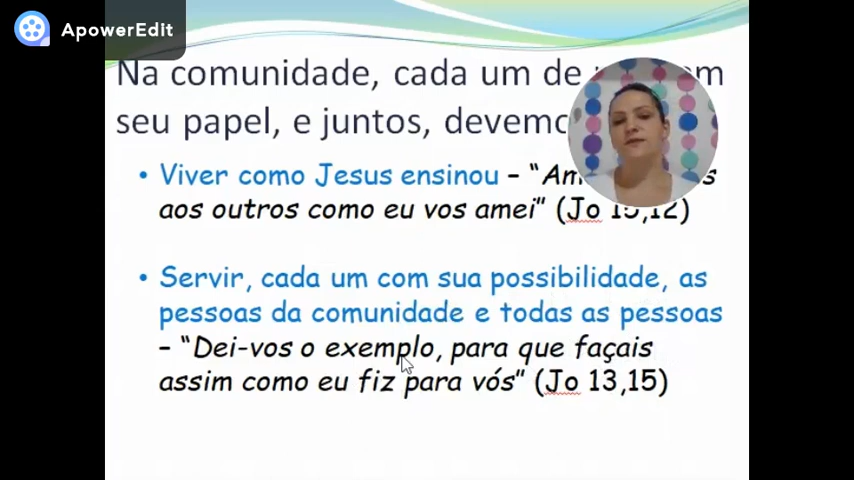 ApowerEdit
Na comunidade, cada um de
seu papel, e juntos,
• Viver como Jesus ensinou – "
aos outros como eu vos amei" (Jo 15,12)
• Servir, cada um com sua possibilidade, as
pessoas da comunidade e todas as pessoas
– "Dei-vos o exemplo, para que façais
assim como eu fiz para vós" (Jo 13,15)